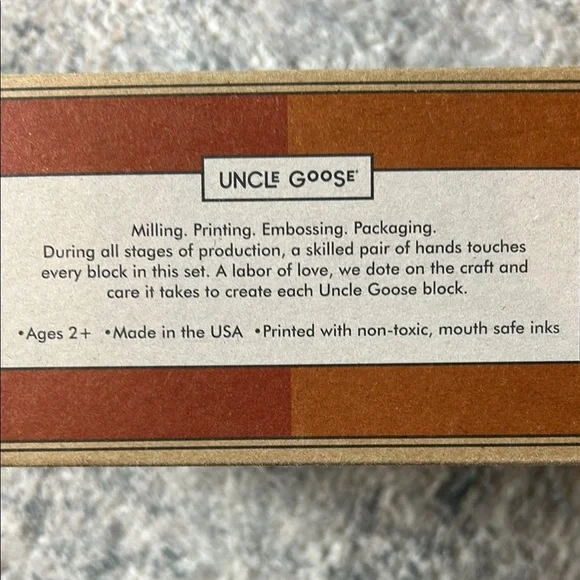 UNCLE GOOSE
Milling. Printing. Embossing. Packaging.
During all stages of production, a skilled pair of hands touches
every block in this set. A labor of love, we dote on the craft and
care it takes to create each Uncle Goose block.
•Ages 2+ •Made in the USA •Printed with non-toxic, mouth safe inks